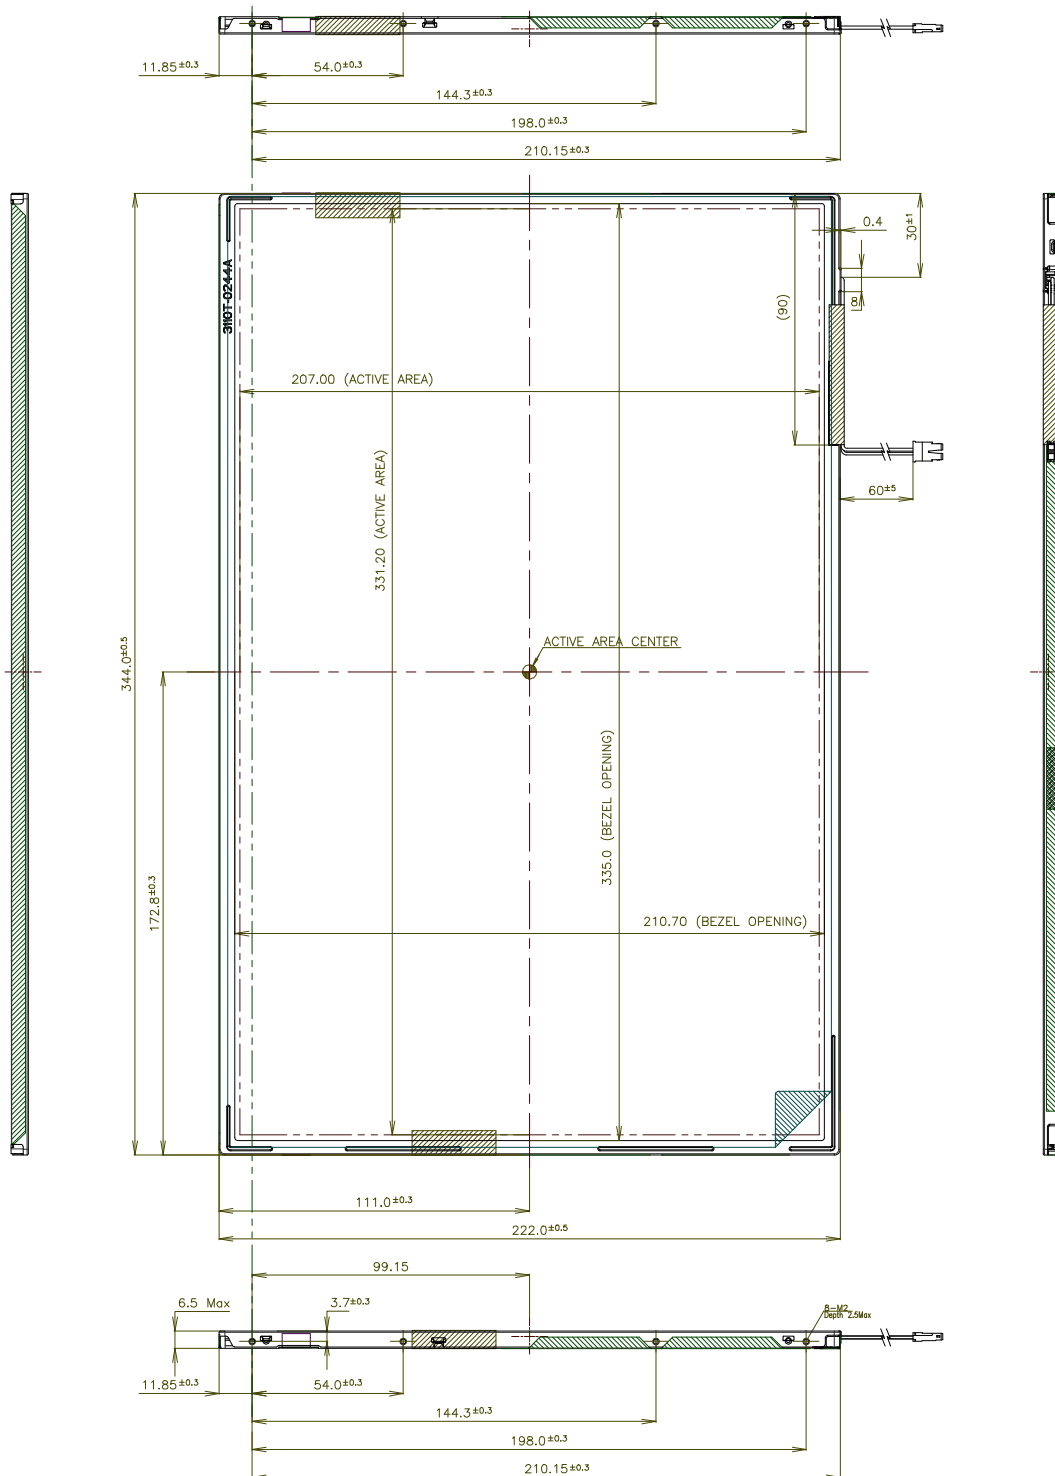 11.85±0.3
54.0±0.3
144.3±0.3
198.0±0.3
210.15±0.3
0.4
30±1
8
(90)
3110T-0244A
207.00 (ACTIVE AREA)
331.20 (ACTIVE AREA)
60±5
ACTIVE AREA CENTER
344.0±0.5
172.8±0.3
335.0 (BEZEL OPENING)
210.70 (BEZEL OPENING)
111.0±0.3
222.0±0.5
99.15
6.5 Max
3.7±0.3
8-M2
Depth 2.5Max
11.85±0.3
54.0±0.3
144.3±0.3
198.0±0.3
210.15±0.3